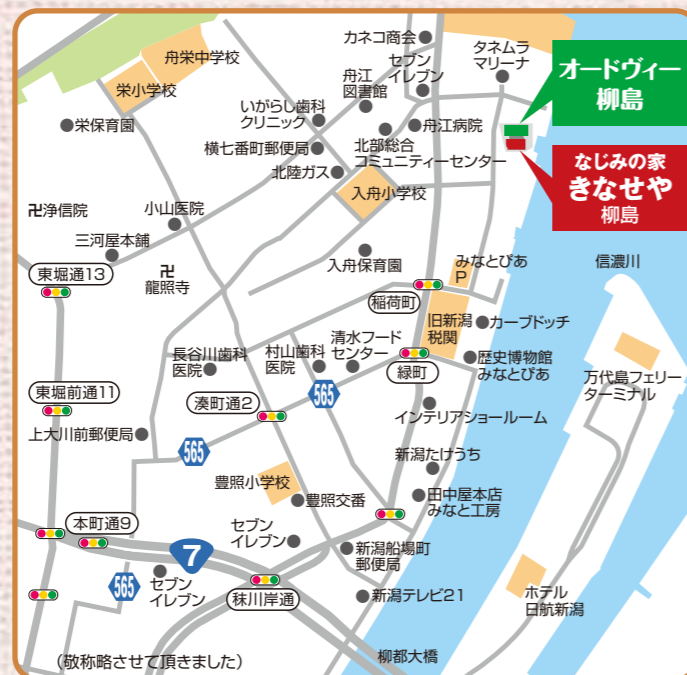 カネコ商会
舟栄中学校
セブン
イレブン
タネムラ
マリーナ
オードヴィー
柳島
栄小学校
舟江
図書館
いがらし歯科
クリニック
栄保育園
舟江病院
横七番町郵便局
北部総合
コミュニティーセンター
なじみの家
きなせや
柳島
北陸ガス
入舟小学校
卍浄信院
小山医院
三河屋本舗
入舟保育園
みなとぴあ
P
信濃川
東堀通13
卍
龍照寺
稲荷町
旧新潟
税関
カーブドッチ
長谷川歯科
医院
村山歯科
医院
清水フード
センター
緑町
歴史博物館
みなとぴあ
万代島フェリー
ターミナル
565
東堀前通11
湊町通2
インテリアショールーム
上大川前郵便局
565
新潟たけうち
豊照小学校
豊照交番
田中屋本店
みなと工房
本町通9
セブン
イレブン
7
新潟船場町
郵便局
565
セブン
イレブン
秣川岸通
新潟テレビ21
ホテル
日航新潟
(敬称略させて頂きました)
柳都大橋